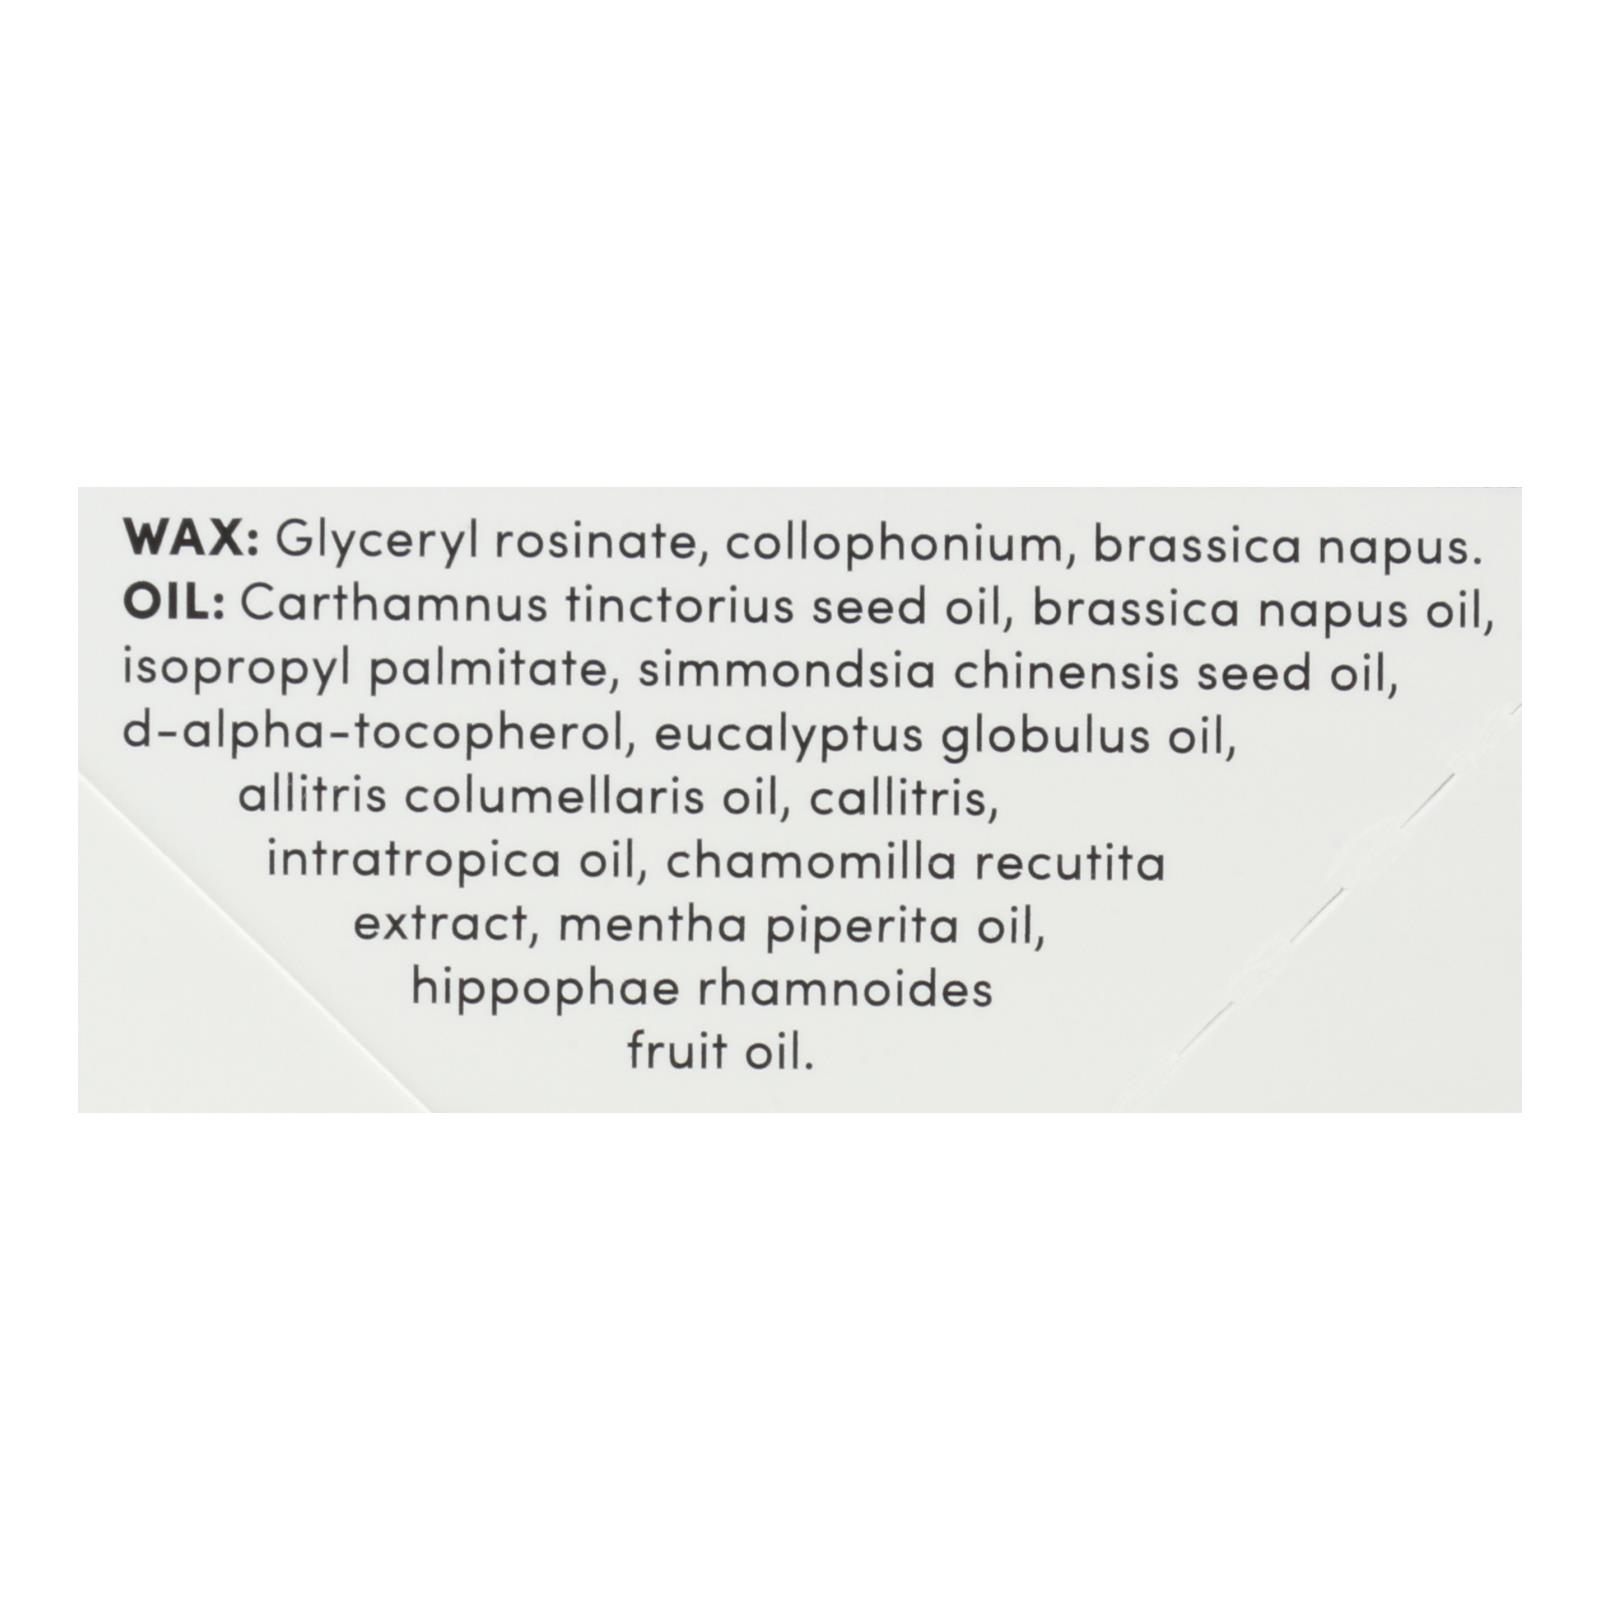 WAX: Glyceryl rosinate, collophonium, brassica napus.
OIL: Carthamnus tinctorius seed oil, brassica napus oil,
isopropyl palmitate, simmondsia chinensis seed oil,
d-alpha-tocopherol, eucalyptus globulus oil,
allitris columellaris oil, callitris,
intratropica oil, chamomilla recutita
extract, mentha piperita oil,
hippophae rhamnoides
fruit oil.